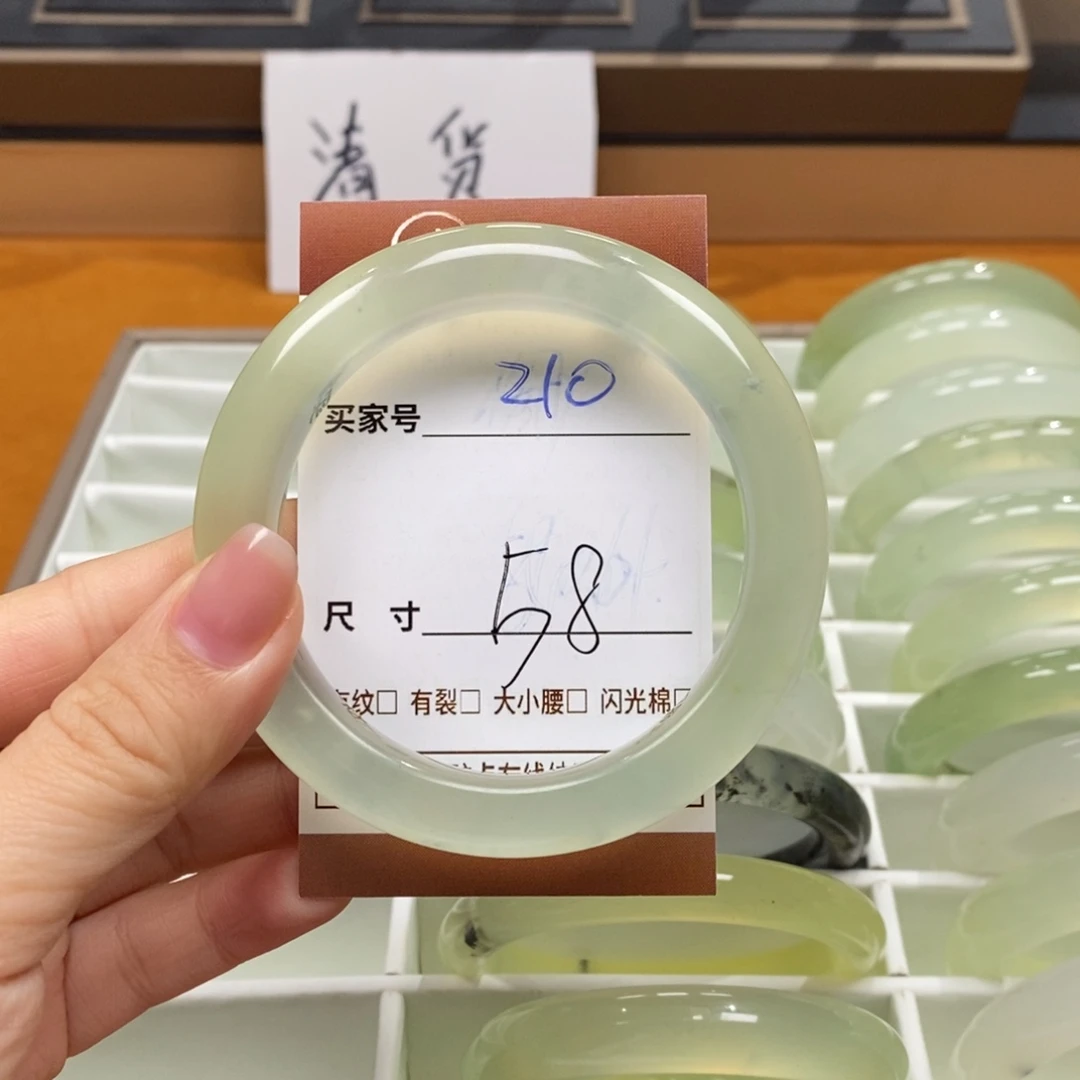 清货
买家号 210
尺寸 58
纹□ 有裂□ 大小腰□ 闪光棉□